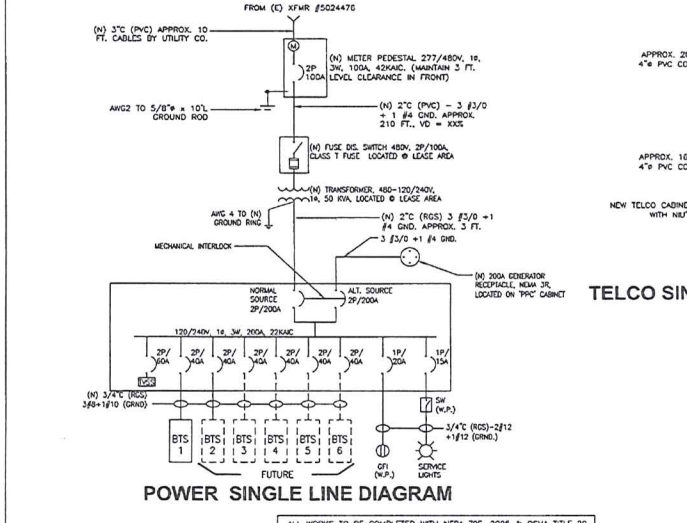 FROM (E) XFMR #5024476
(N) 3"C (PVC) APPROX. 10
FT. CABLES BY UTILITY CO.
M
2P
100A
(N) METER PEDESTAL 277/480V, 1ø,
3W, 100A, 42KAIC. (MAINTAIN 3 FT.
LEVEL CLEARANCE IN FRONT)
AWG2 TO 5/8"ø x 10'L
GROUND ROD
(N) 2"C (PVC) - 3 #3/0
+ 1 #4 GND. APPROX.
210 FT., VD = XX%
(N) FUSE DIS. SWITCH 480V, 2P/100A,
CLASS T FUSE LOCATED @ LEASE AREA
(N) TRANSFORMER, 480-120/240V,
1ø, 50 KVA, LOCATED @ LEASE AREA
AWG 4 TO (N)
GROUND RING
(N) 2"C (RGS) 3 #3/0 +1
#4 GND. APPROX. 3 FT.
3 #3/0 +1 #4 GND.
MECHANICAL INTERLOCK
(N) 200A GENERATOR
RECEPTACLE, NEMA 3R,
LOCATED ON "PPC" CABINET
NORMAL
SOURCE
2P/200A
ALT. SOURCE
2P/200A
120/240V, 1ø, 3W, 200A, 22KAIC
2P/
60A
2P/
40A
2P/
40A
2P/
40A
2P/
40A
2P/
40A
2P/
40A
1P/
20A
1P/
15A
TVSS
(N) 3/4"C (RGS)
3#8+1#10 (GRND)
SW
(W.P.)
3/4"C (RGS)-2#12
+1#12 (GRND.)
BTS
1
BTS
2
BTS
3
BTS
4
BTS
5
BTS
6
FUTURE
GFI
(W.P.)
SERVICE
LIGHTS
POWER SINGLE LINE DIAGRAM
APPROX.
4"ø PVC
APPROX.
4"ø PVC
NEW TELCO
WITH
TELCO